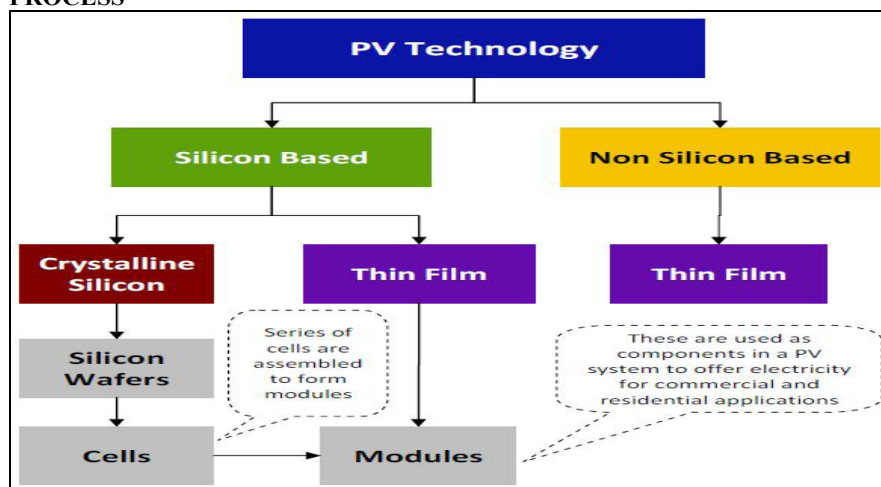 PROCESS
PV Technology
Silicon Based
Non Silicon Based
Crystalline
Silicon
Thin Film
Thin Film
Silicon
Wafers
Series of
cells are
assembled
to form
modules
These are used as
components in a PV
system to offer electricity
for commercial and
residential applications
Cells
Modules